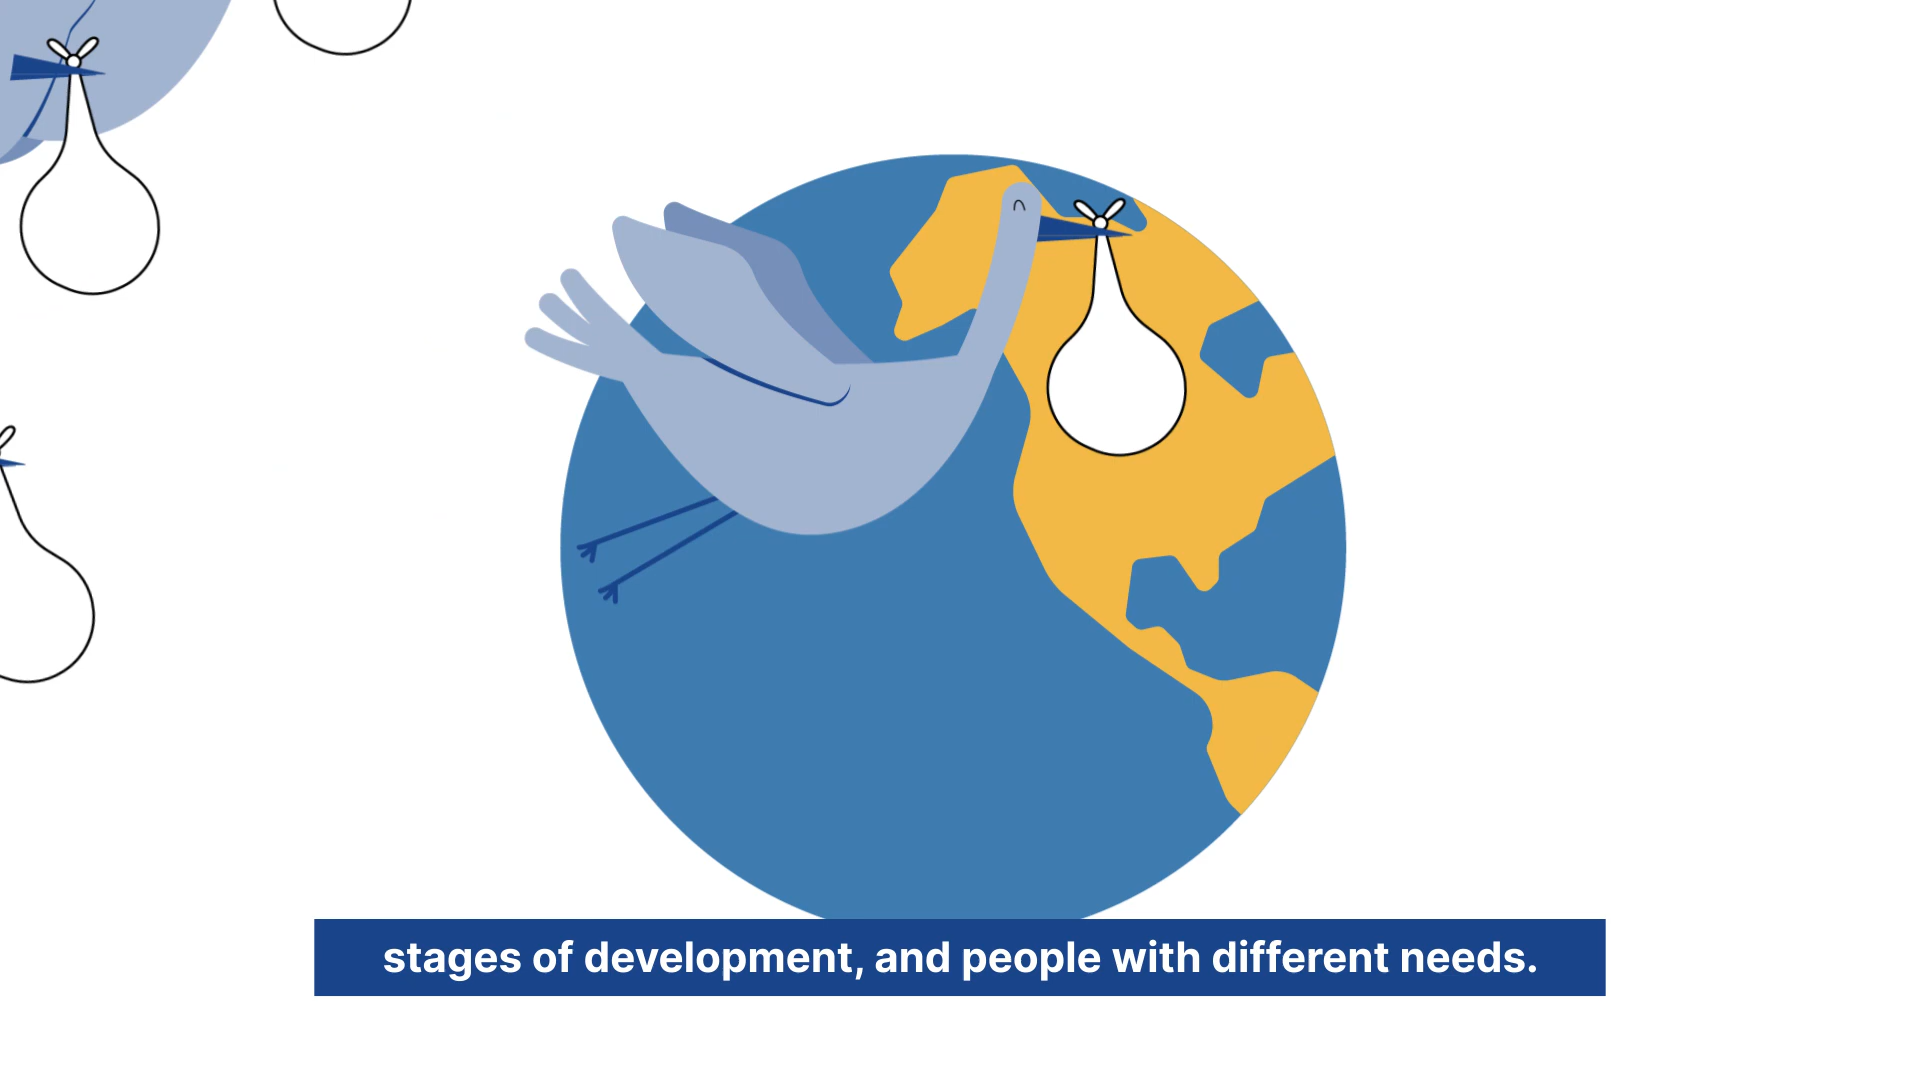 stages of development, and people with different needs.